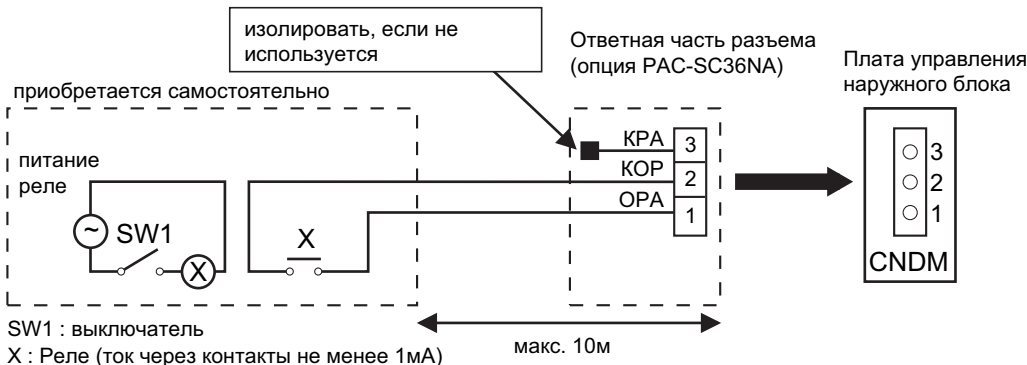 изолировать, если не
используется
Ответная часть разъема
(опция PAC-SC36NA)
Плата управления
наружного блока
приобретается самостоятельно
питание
реле
~
SW1
X
X
КРА
КОР
ОРА
3
2
1
3
2
1
CNDM
SW1 : выключатель
X : Реле (ток через контакты не менее 1мА)
макс. 10м